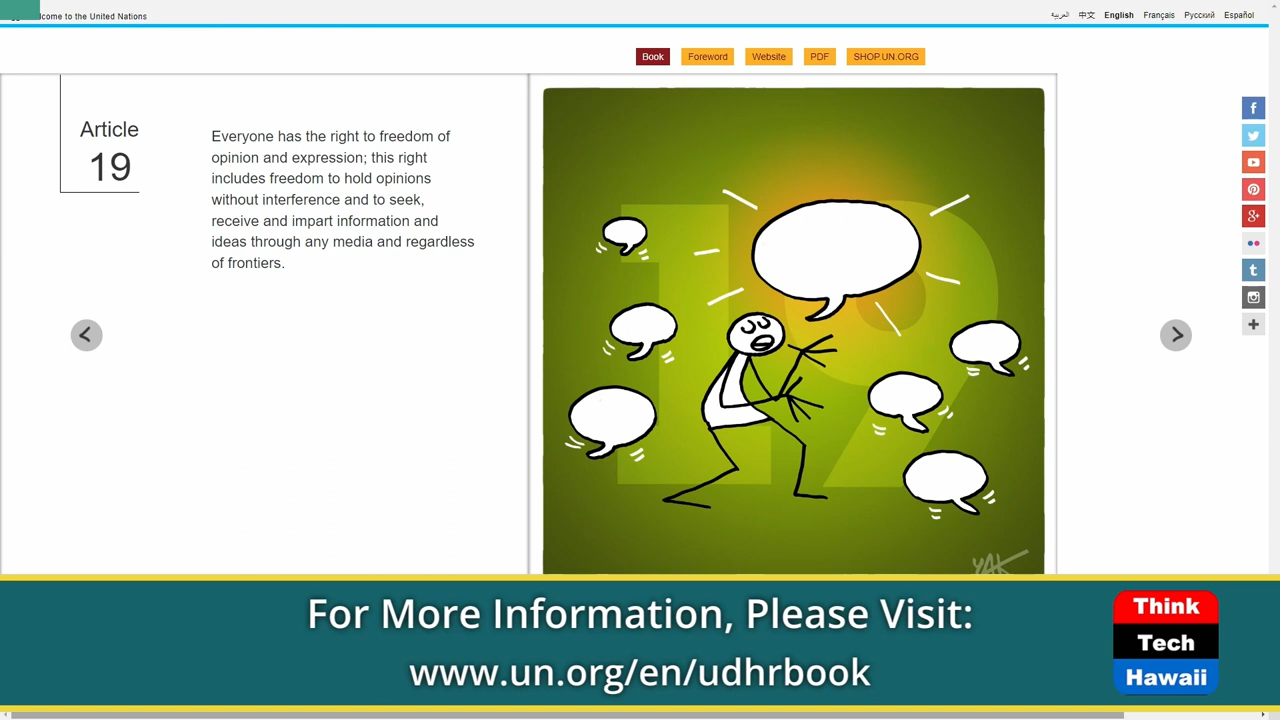 elcome to the United Nations
العربية 中文 English Français Русский Español
Book Foreword Website PDF SHOP.UN.ORG
Article
19
Everyone has the right to freedom of
opinion and expression; this right
includes freedom to hold opinions
without interference and to seek,
receive and impart information and
ideas through any media and regardless
of frontiers.
19
YAK
For More Information, Please Visit:
www.un.org/en/udhrbook
Think
Tech
Hawaii